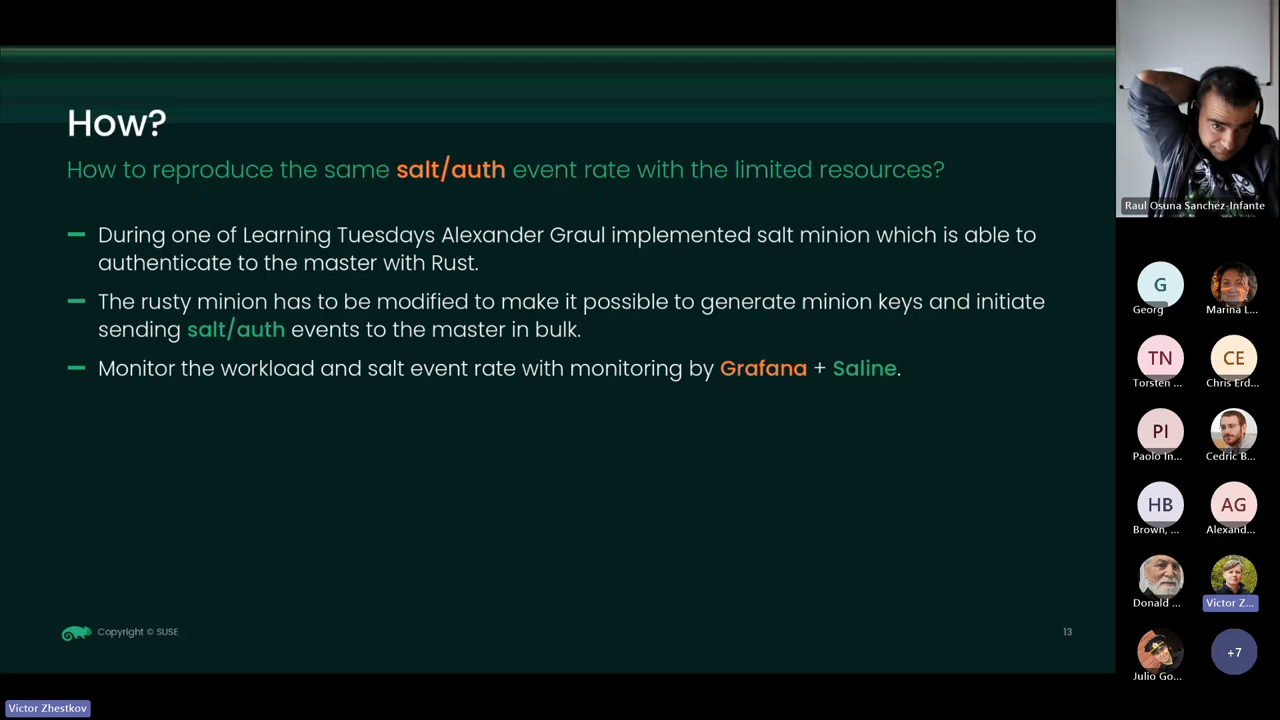 How?
How to reproduce the same salt/auth event rate with the limited resources?
— During one of Learning Tuesdays Alexander Graul implemented salt minion which is able to
authenticate to the master with Rust.
— The rusty minion has to be modified to make it possible to generate minion keys and initiate
sending salt/auth events to the master in bulk.
— Monitor the workload and salt event rate with monitoring by Grafana + Saline.
Copyright © SUSE
13
Victor Zhestkov
Raul Osuna Sanchez-Infante
G
Georg
Marina L...
TN
Torsten ...
CE
Chris Erd...
PI
Paolo In...
Cedric B...
HB
Brown, ...
AG
Alexand...
Donald ...
Victor Z...
Julio Go...
+7